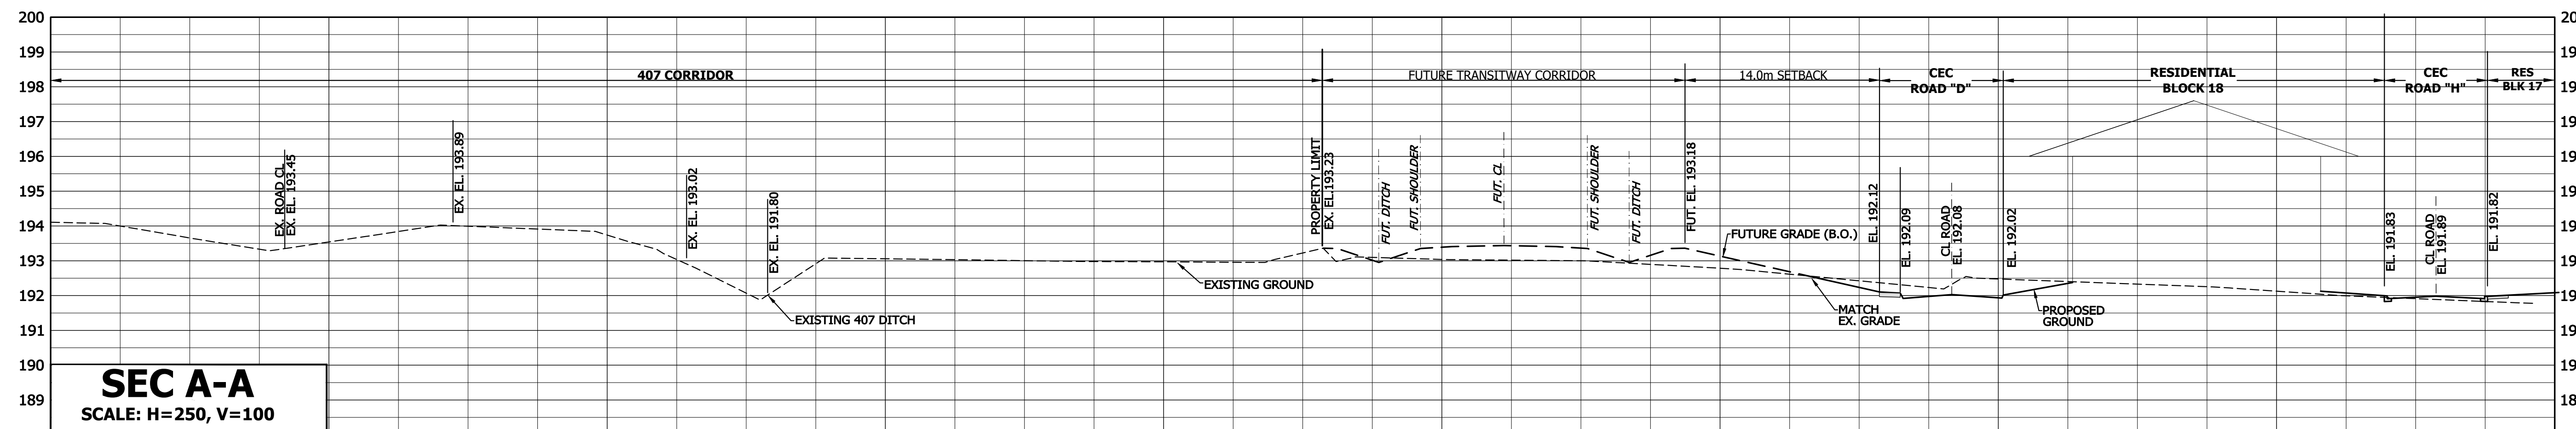 200
199
198
197
196
195
194
193
192
191
190
189
407 CORRIDOR
FUTURE TRANSITWAY CORRIDOR
14.0m SETBACK
CEC
ROAD "D"
RESIDENTIAL
BLOCK 18
CEC
ROAD "H"
RES
BLK 17
EX. ROAD CL
EX. EL. 193.45
EX. EL. 193.89
EX. EL. 193.02
EX. EL. 191.80
PROPERTY LIMIT
EX. EL.193.23
FUT. DITCH
FUT. SHOULDER
FUT. CL
FUT. SHOULDER
FUT. DITCH
FUT. EL. 193.18
FUTURE GRADE (B.O.)
EL. 192.12
EL. 192.09
CL ROAD
EL. 192.08
EL. 192.02
EL. 191.83
CL ROAD
EL. 191.89
EL. 191.82
EXISTING GROUND
EXISTING 407 DITCH
MATCH
EX. GRADE
PROPOSED
GROUND
SEC A-A
SCALE: H=250, V=100